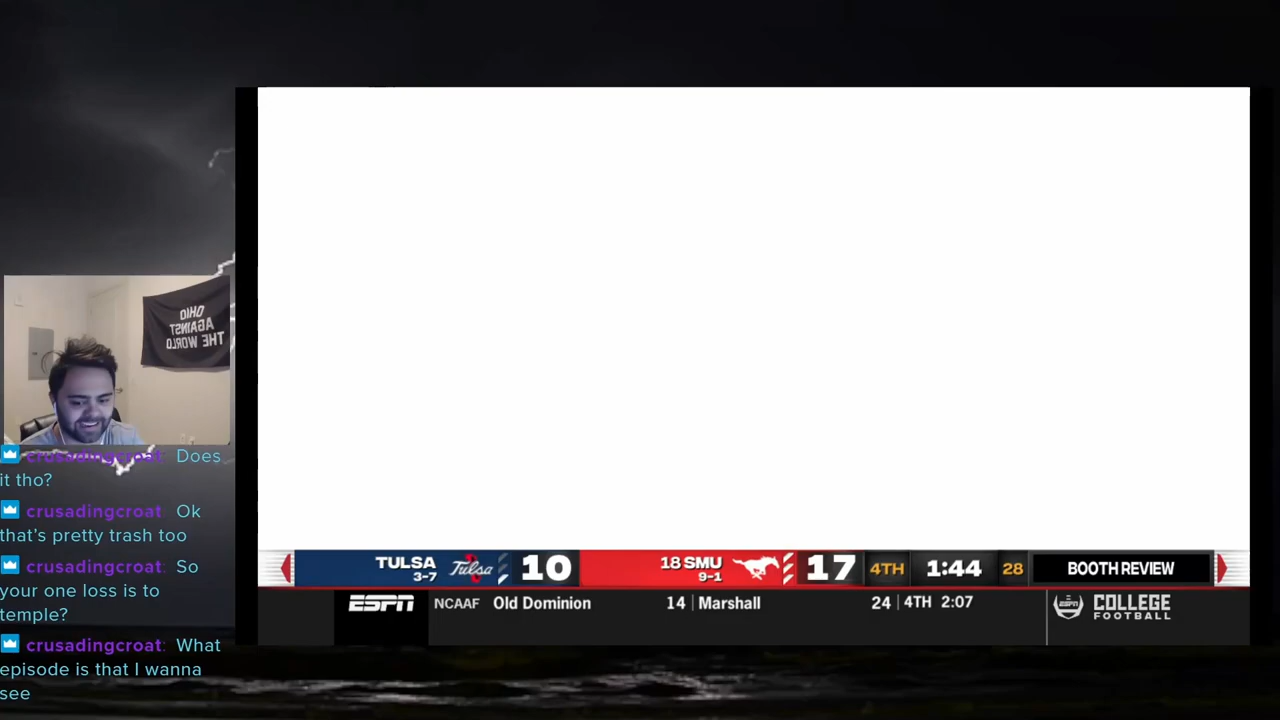 OHIO
AGAINST
THE WORLD
crusadingcroat: Does
it tho?
crusadingcroat: Ok
that's pretty trash too
crusadingcroat: So
your one loss is to
temple?
crusadingcroat: What
episode is that I wanna
see
TULSA 3-7 Tulsa 10 18 SMU 9-1 17 4TH 1:44 28 BOOTH REVIEW
ESPN NCAAF Old Dominion 14 Marshall 24 4TH 2:07 ESPN COLLEGE FOOTBALL